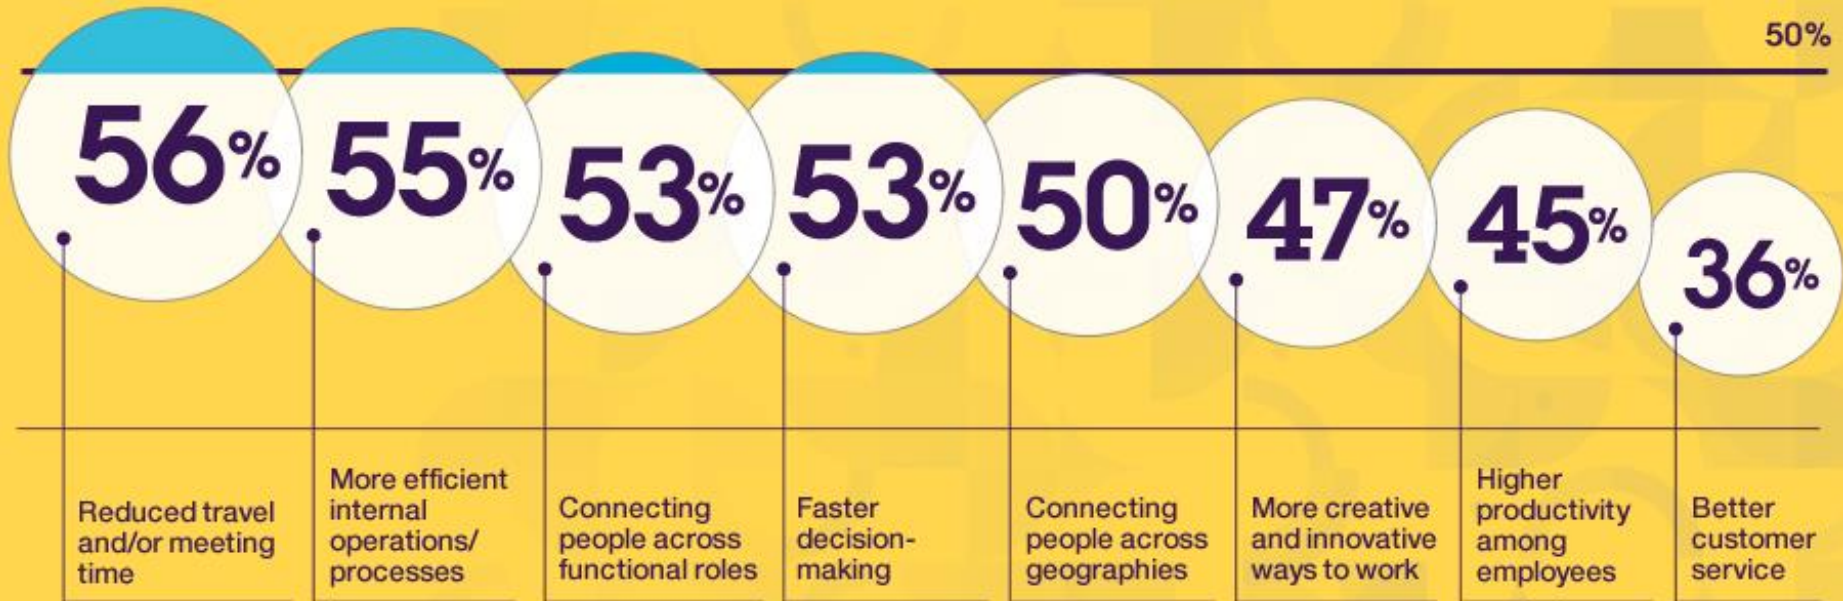 50%
56%
55%
53%
53%
50%
47%
45%
36%
Reduced travel
and/or meeting
time
More efficient
internal
operations/
processes
Connecting
people across
functional roles
Faster
decision-
making
Connecting
people across
geographies
More creative
and innovative
ways to work
Higher
productivity
among
employees
Better
customer
service